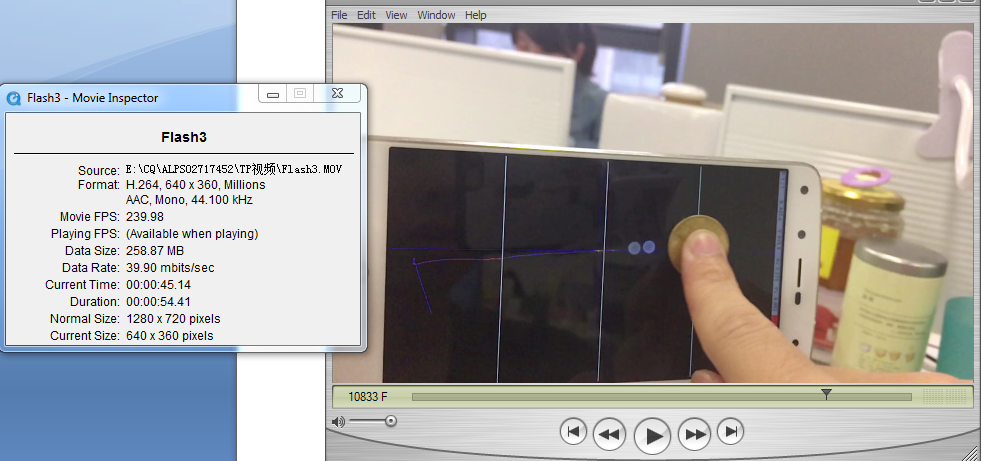 File Edit View Window Help
Flash3 - Movie Inspector
Flash3
Source: E:\CQ\ALPS02717452\TP视频\Flash3.MOV
Format: H.264, 640 x 360, Millions
AAC, Mono, 44.100 kHz
Movie FPS: 239.98
Playing FPS: (Available when playing)
Data Size: 258.87 MB
Data Rate: 39.90 mbits/sec
Current Time: 00:00:45.14
Duration: 00:00:54.41
Normal Size: 1280 x 720 pixels
Current Size: 640 x 360 pixels
10833 F